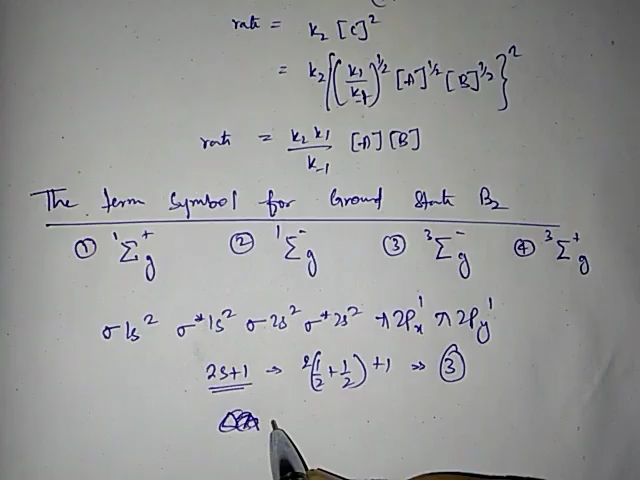 rate = k₂ [C]²
= k₂ { (k₁/k₋₁)^½ [A]^½ [B]^½ }²
rate = k₂ k₁ / k₋₁ [A] [B]
The term Symbol for Ground State B₂
① ¹Σg⁺ ② ¹Σg⁻ ③ ³Σg⁻ ④ ³Σg⁺
σ1s² σ*1s² σ2s² σ*2s² π2Px¹ π2Py¹
2s+1 → 2(1/2 + 1/2) + 1 ⇒ ③